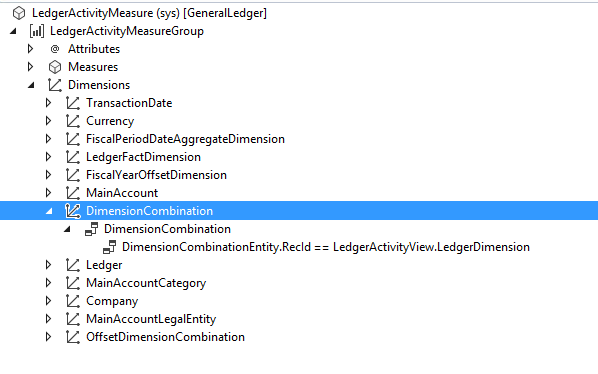 LedgerActivityMeasure (sys) [GeneralLedger]
LedgerActivityMeasureGroup
Attributes
Measures
Dimensions
TransactionDate
Currency
FiscalPeriodDateAggregateDimension
LedgerFactDimension
FiscalYearOffsetDimension
MainAccount
DimensionCombination
DimensionCombination
DimensionCombinationEntity.RecId == LedgerActivityView.LedgerDimension
Ledger
MainAccountCategory
Company
MainAccountLegalEntity
OffsetDimensionCombination